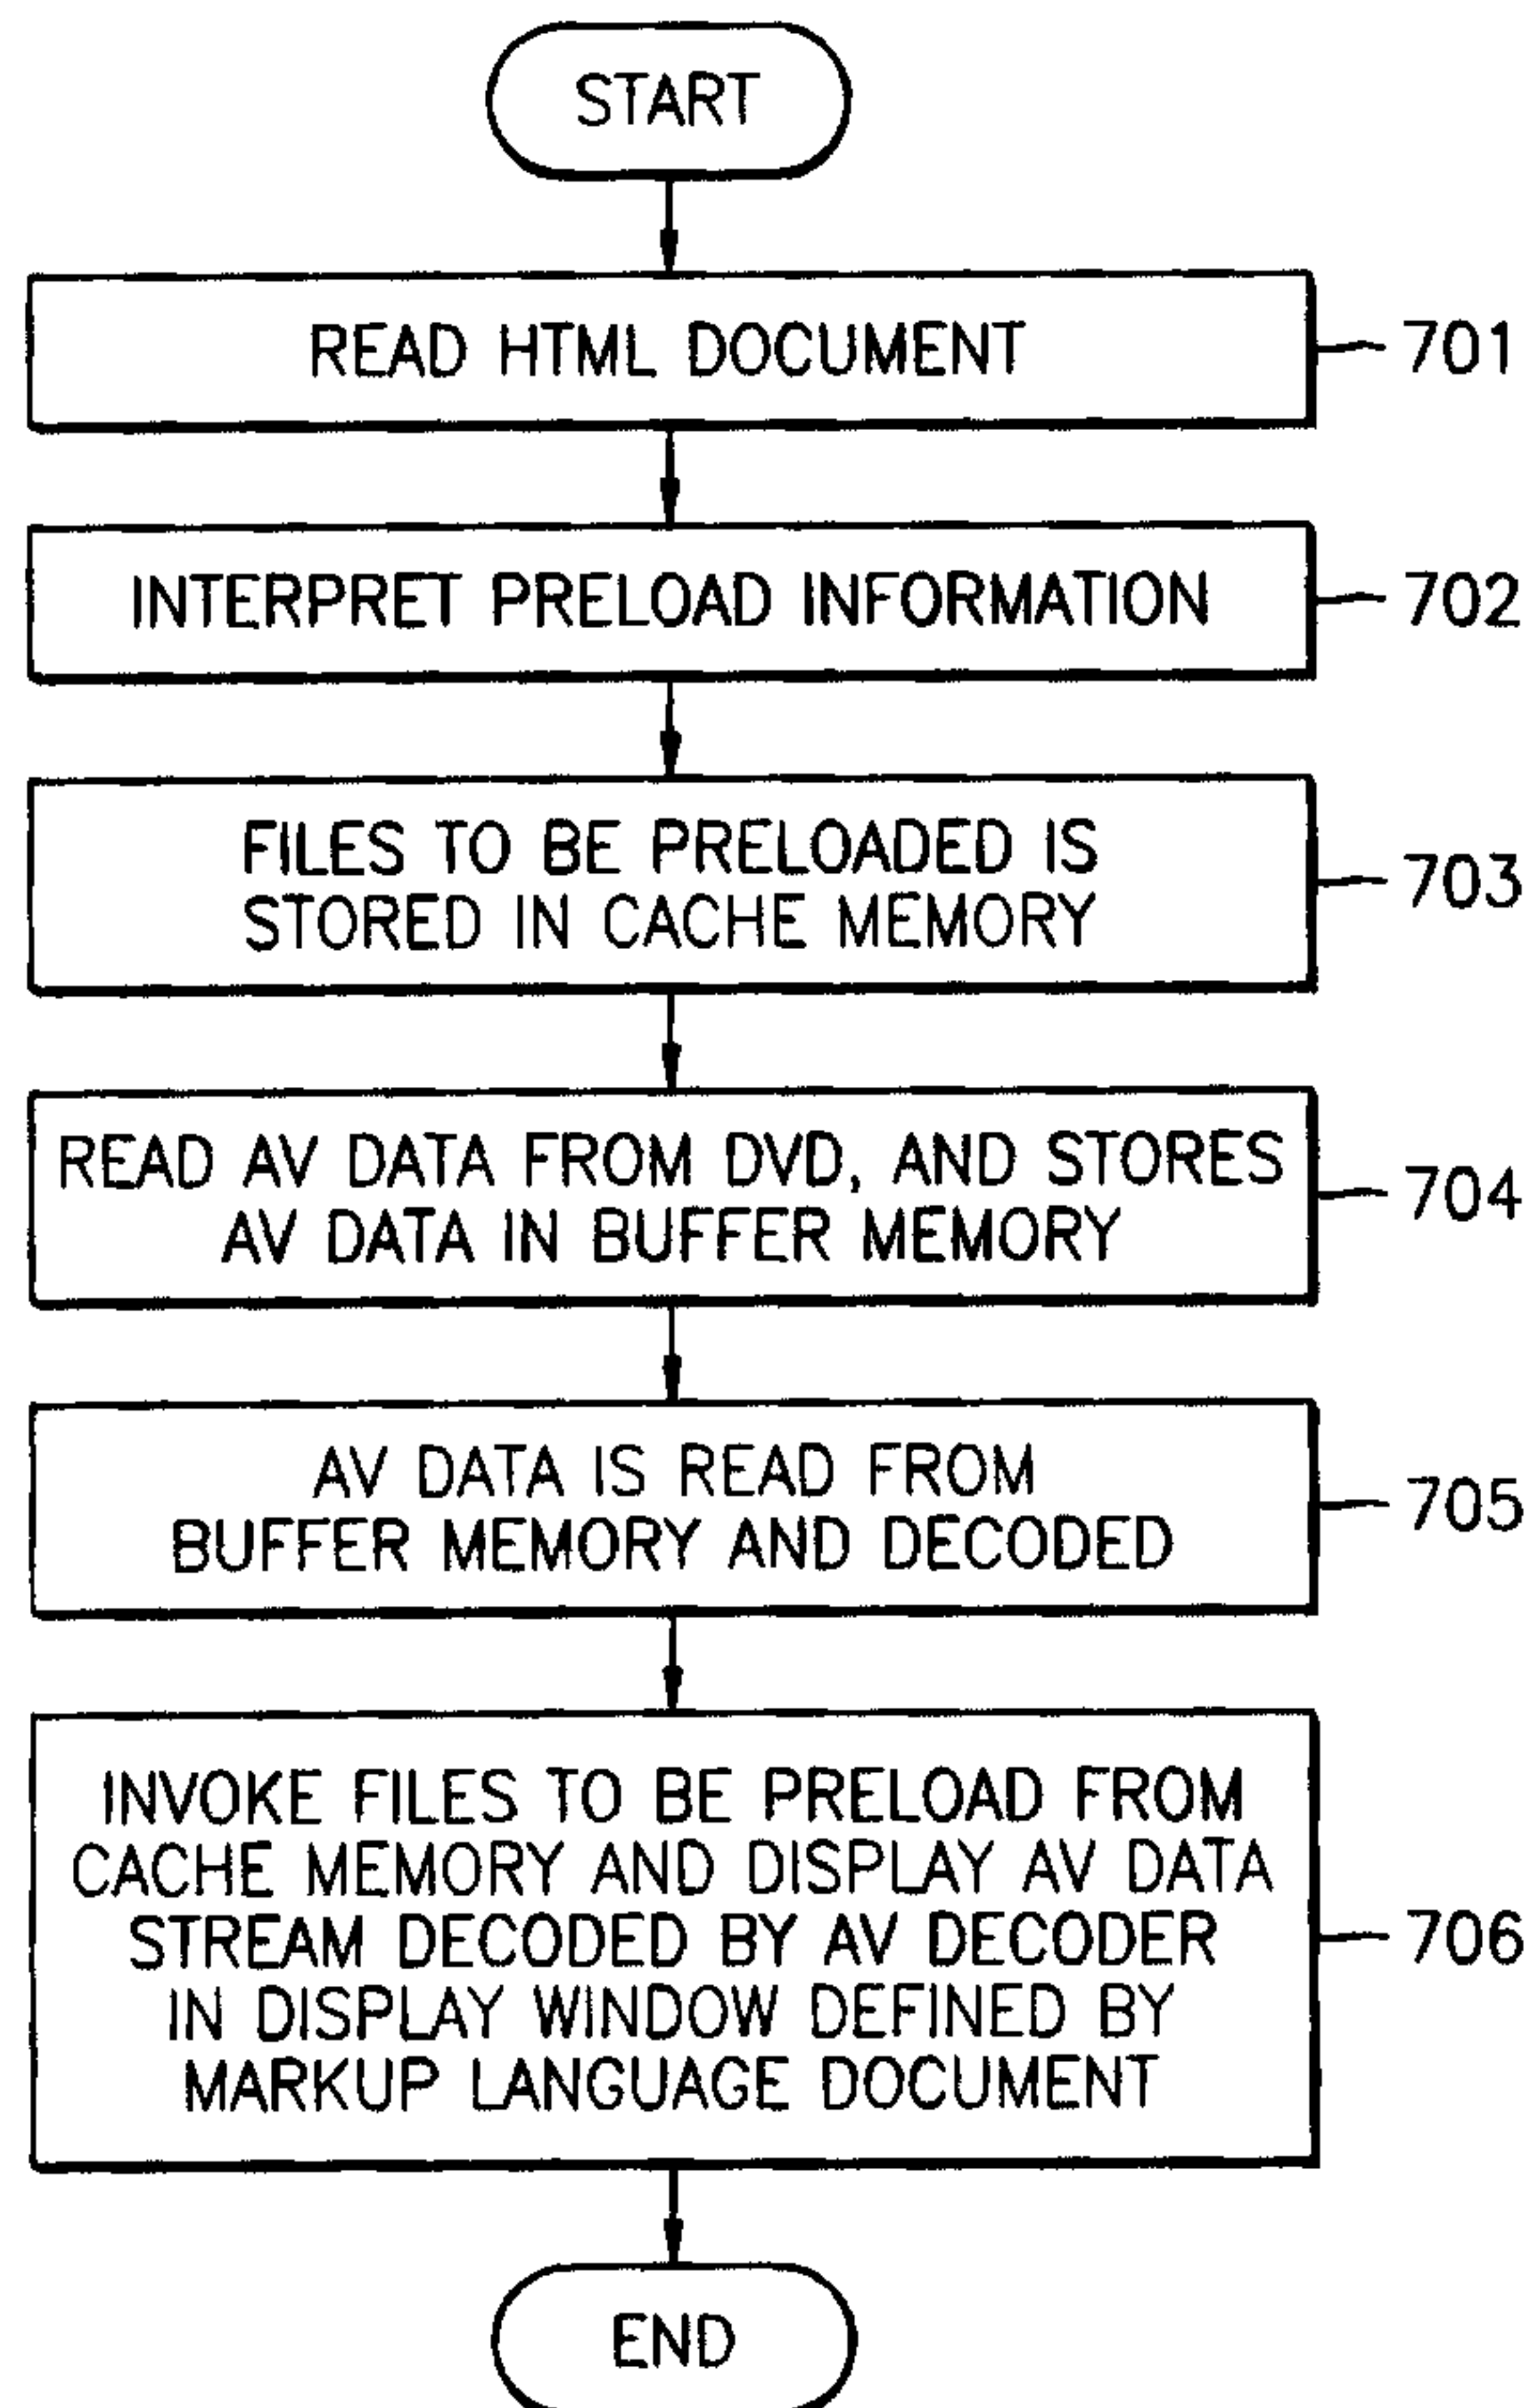 START
READ HTML DOCUMENT
701
INTERPRET PRELOAD INFORMATION
702
FILES TO BE PRELOADED IS
STORED IN CACHE MEMORY
703
READ AV DATA FROM DVD, AND STORES
AV DATA IN BUFFER MEMORY
704
AV DATA IS READ FROM
BUFFER MEMORY AND DECODED
705
INVOKE FILES TO BE PRELOAD FROM
CACHE MEMORY AND DISPLAY AV DATA
STREAM DECODED BY AV DECODER
IN DISPLAY WINDOW DEFINED BY
MARKUP LANGUAGE DOCUMENT
706
END